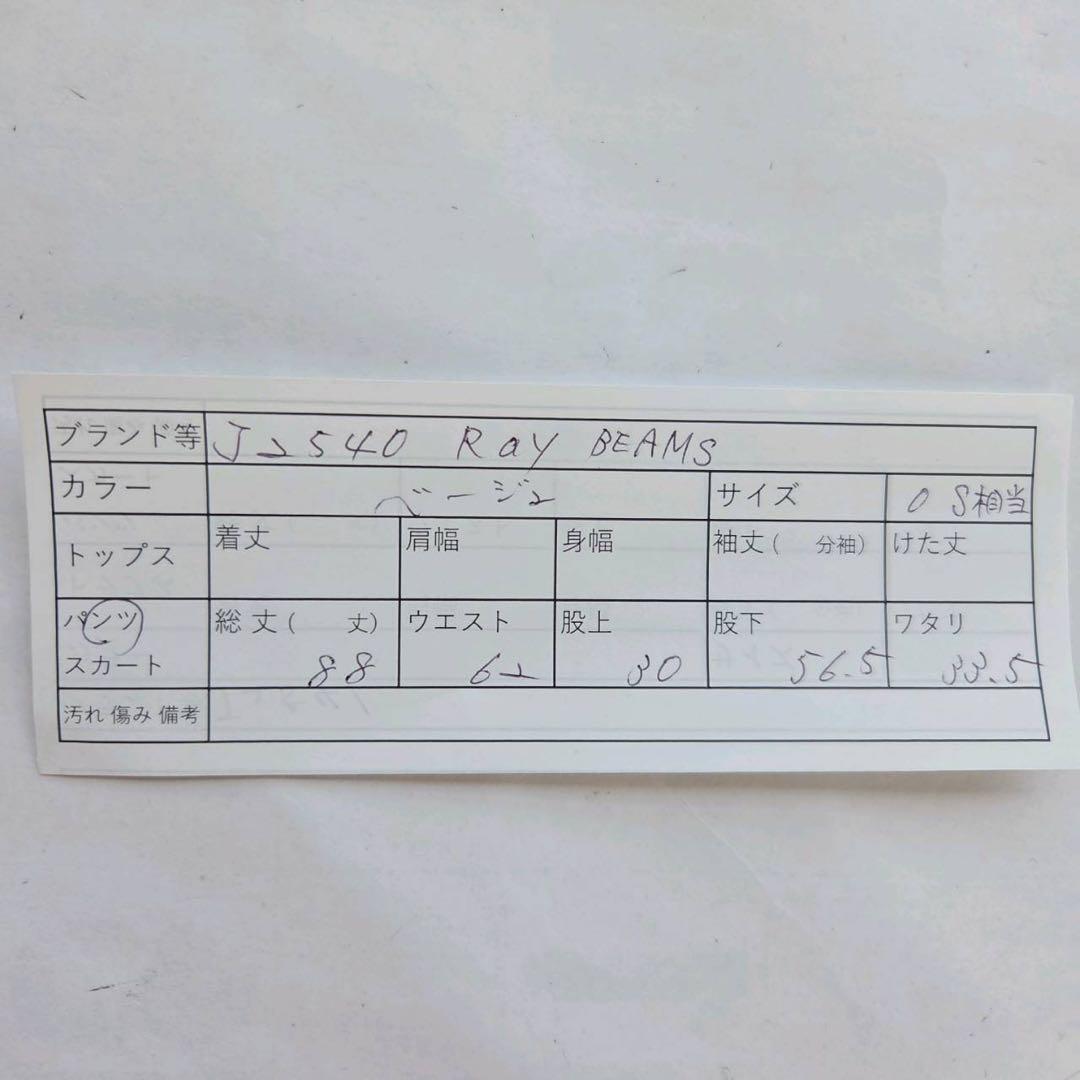 ブランド等 J2540 Ray BEAMS
カラー ベージュ サイズ 0 S相当
トップス 着丈 肩幅 身幅 袖丈( 分袖) けた丈
パンツ 総丈( 丈) ウエスト 股上 股下 ワタリ
スカート 88 62 30 56.5 33.5
汚れ 傷み 備考